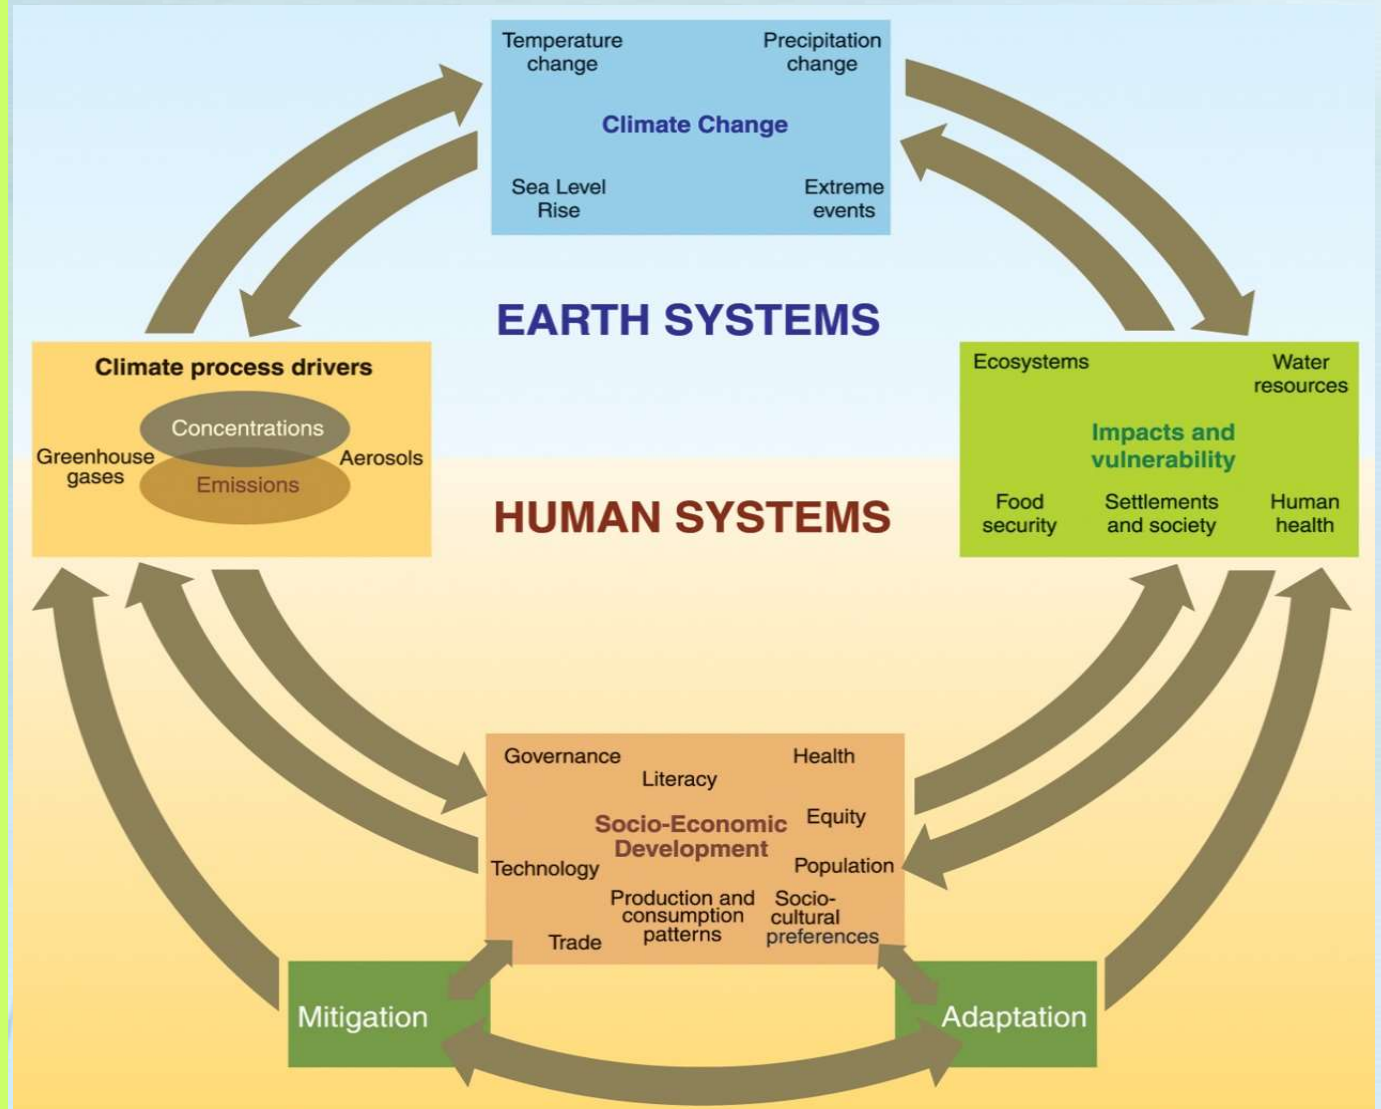 Temperature
change
Precipitation
change
Climate Change
Sea Level
Rise
Extreme
events
EARTH SYSTEMS
Climate process drivers
Concentrations
Greenhouse
gases
Aerosols
Emissions
Ecosystems
Water
resources
Impacts and
vulnerability
Food
security
Settlements
and society
Human
health
HUMAN SYSTEMS
Governance
Literacy
Health
Socio-Economic
Development
Equity
Technology
Population
Production and
consumption
patterns
Socio-
cultural
preferences
Trade
Mitigation
Adaptation